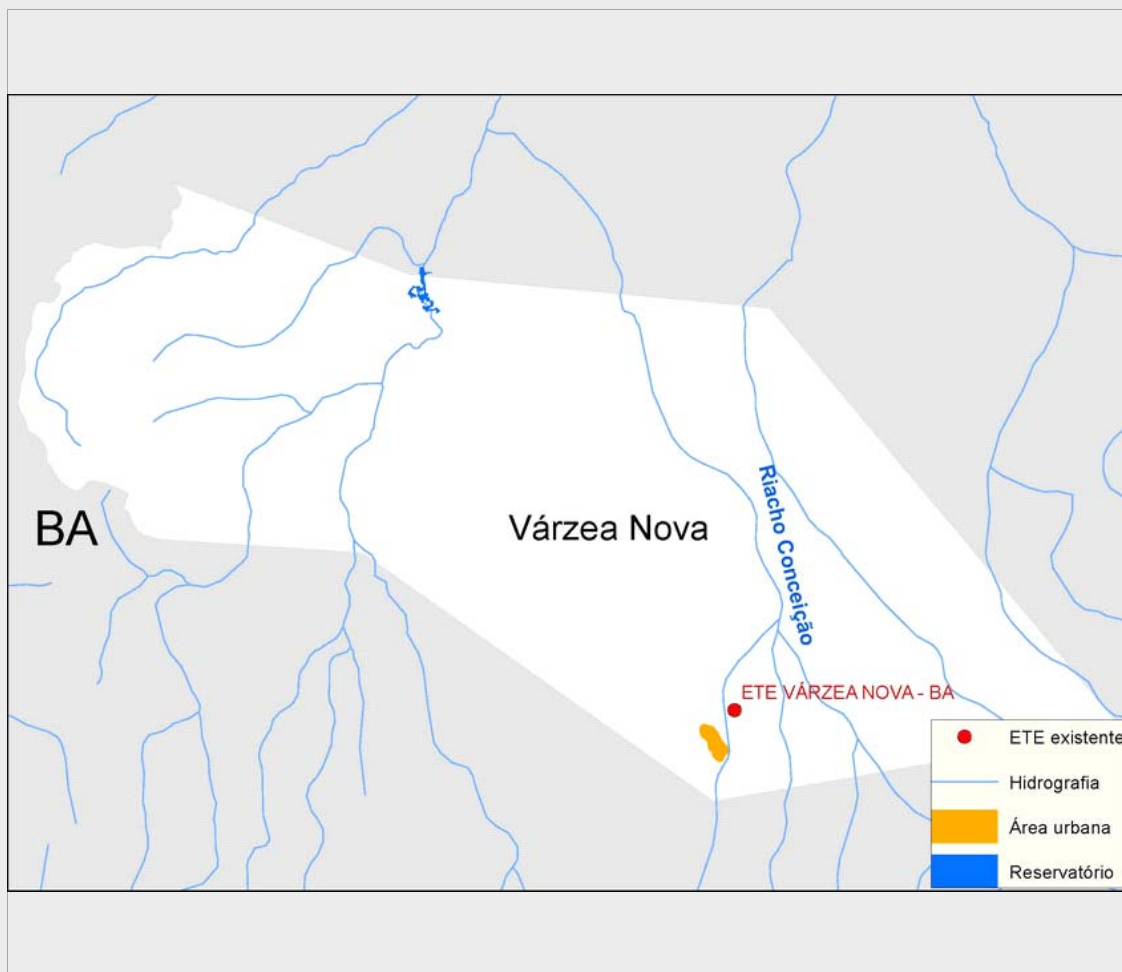 BA
Várzea Nova
Riacho Conceição
ETE VÁRZEA NOVA - BA
ETE existente
Hidrografia
Área urbana
Reservatório